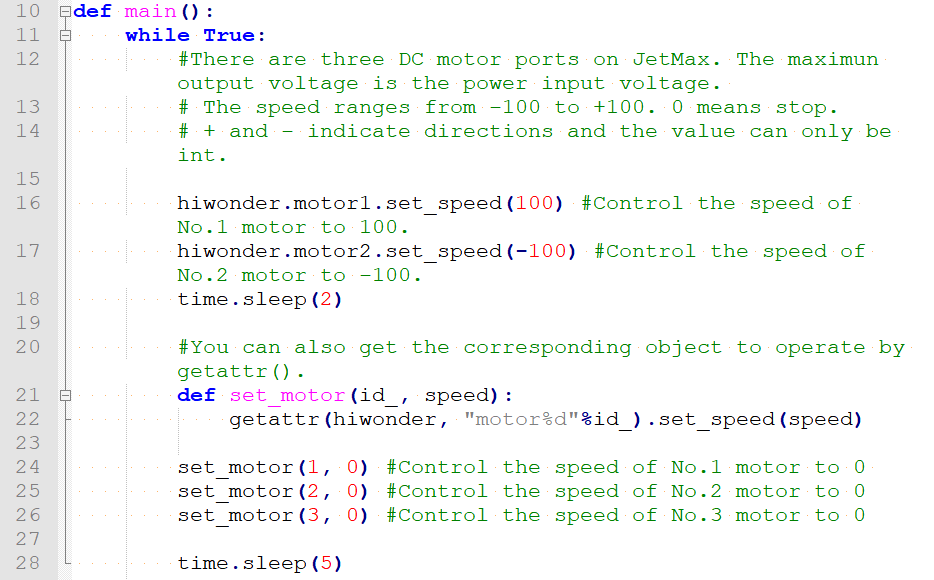 10 def main():
11 while True:
12 #There are three DC motor ports on JetMax. The maximun
output voltage is the power input voltage.
13 # The speed ranges from -100 to +100. 0 means stop.
14 # + and - indicate directions and the value can only be
int.
15
16 hiwonder.motor1.set_speed(100) #Control the speed of
No.1 motor to 100.
17 hiwonder.motor2.set_speed(-100) #Control the speed of
No.2 motor to -100.
18 time.sleep(2)
19
20 #You can also get the corresponding object to operate by
getattr().
21 def set_motor(id_, speed):
22 getattr(hiwonder, "motor%d"%id_).set_speed(speed)
23
24 set_motor(1, 0) #Control the speed of No.1 motor to 0
25 set_motor(2, 0) #Control the speed of No.2 motor to 0
26 set_motor(3, 0) #Control the speed of No.3 motor to 0
27
28 time.sleep(5)